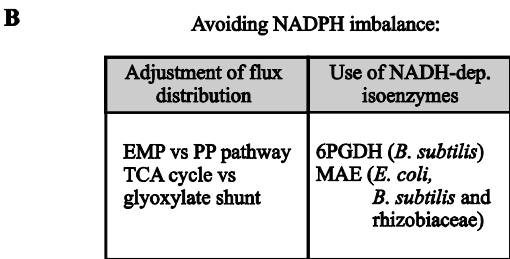 B
Avoiding NADPH imbalance:
Adjustment of flux
distribution
Use of NADH-dep.
isoenzymes
EMP vs PP pathway
TCA cycle vs
glyoxylate shunt
6PGDH (B. subtilis)
MAE (E. coli,
B. subtilis and
rhizobiaceae)